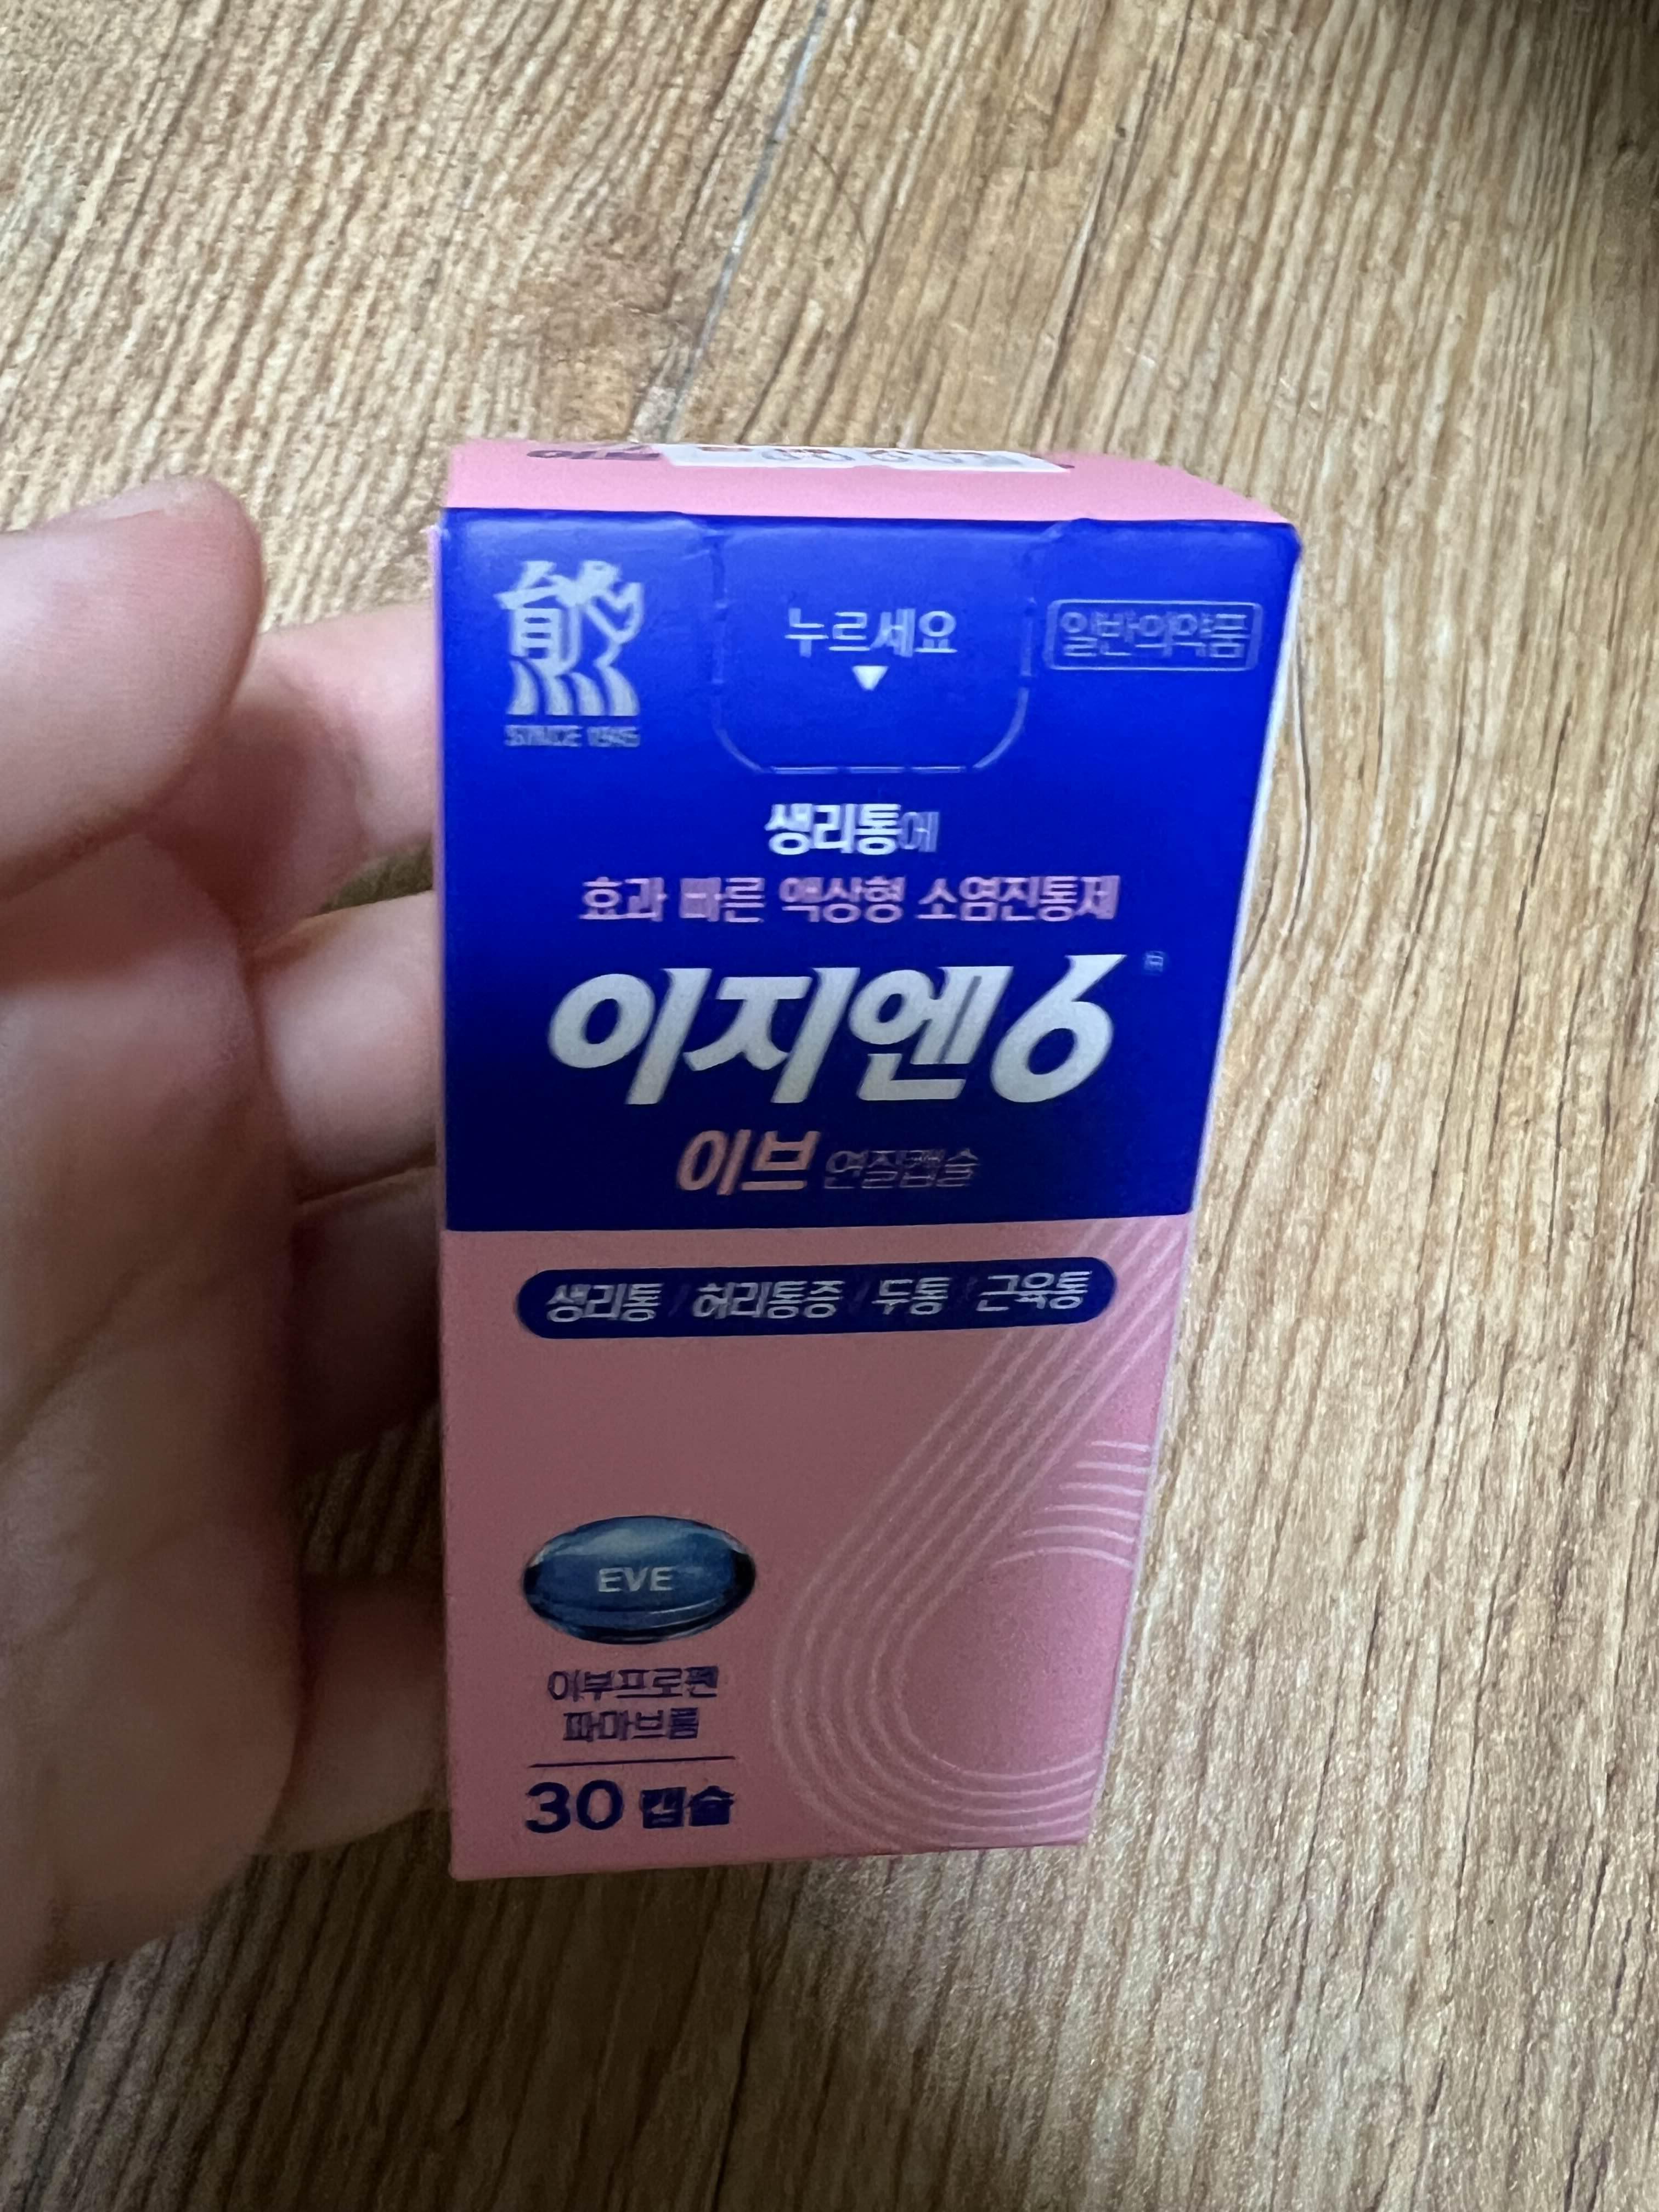 누르세요
일반의약품
SINCE 1945
생리통에
효과 빠른 액상형 소염진통제
이지엔6
이브 연질캡슐
생리통 / 허리통증 / 두통 / 근육통
EVE
이부프로펜
파마브롬
30 캡슐